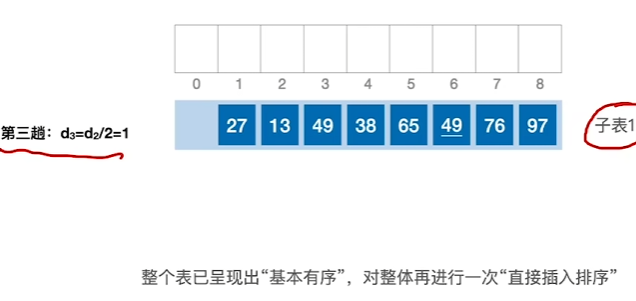 0 1 2 3 4 5 6 7 8
第三趟：d₃=d₂/2=1
27 13 49 38 65 49 76 97
子表1
整个表已呈现出“基本有序”，对整体再进行一次“直接插入排序”